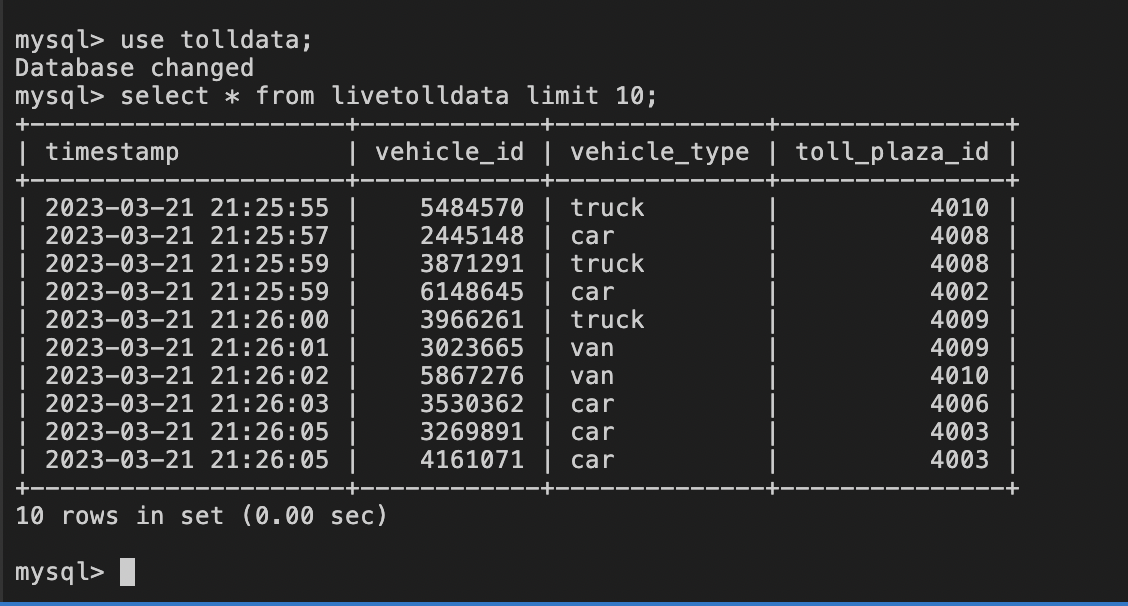 mysql> use tolldata;
Database changed
mysql> select * from livetolldata limit 10;
+---------------------+------------+--------------+---------------+
| timestamp           | vehicle_id | vehicle_type | toll_plaza_id |
+---------------------+------------+--------------+---------------+
| 2023-03-21 21:25:55 |    5484570 | truck        |          4010 |
| 2023-03-21 21:25:57 |    2445148 | car          |          4008 |
| 2023-03-21 21:25:59 |    3871291 | truck        |          4008 |
| 2023-03-21 21:25:59 |    6148645 | car          |          4002 |
| 2023-03-21 21:26:00 |    3966261 | truck        |          4009 |
| 2023-03-21 21:26:01 |    3023665 | van          |          4009 |
| 2023-03-21 21:26:02 |    5867276 | van          |          4010 |
| 2023-03-21 21:26:03 |    3530362 | car          |          4006 |
| 2023-03-21 21:26:05 |    3269891 | car          |          4003 |
| 2023-03-21 21:26:05 |    4161071 | car          |          4003 |
+---------------------+------------+--------------+---------------+
10 rows in set (0.00 sec)
mysql>